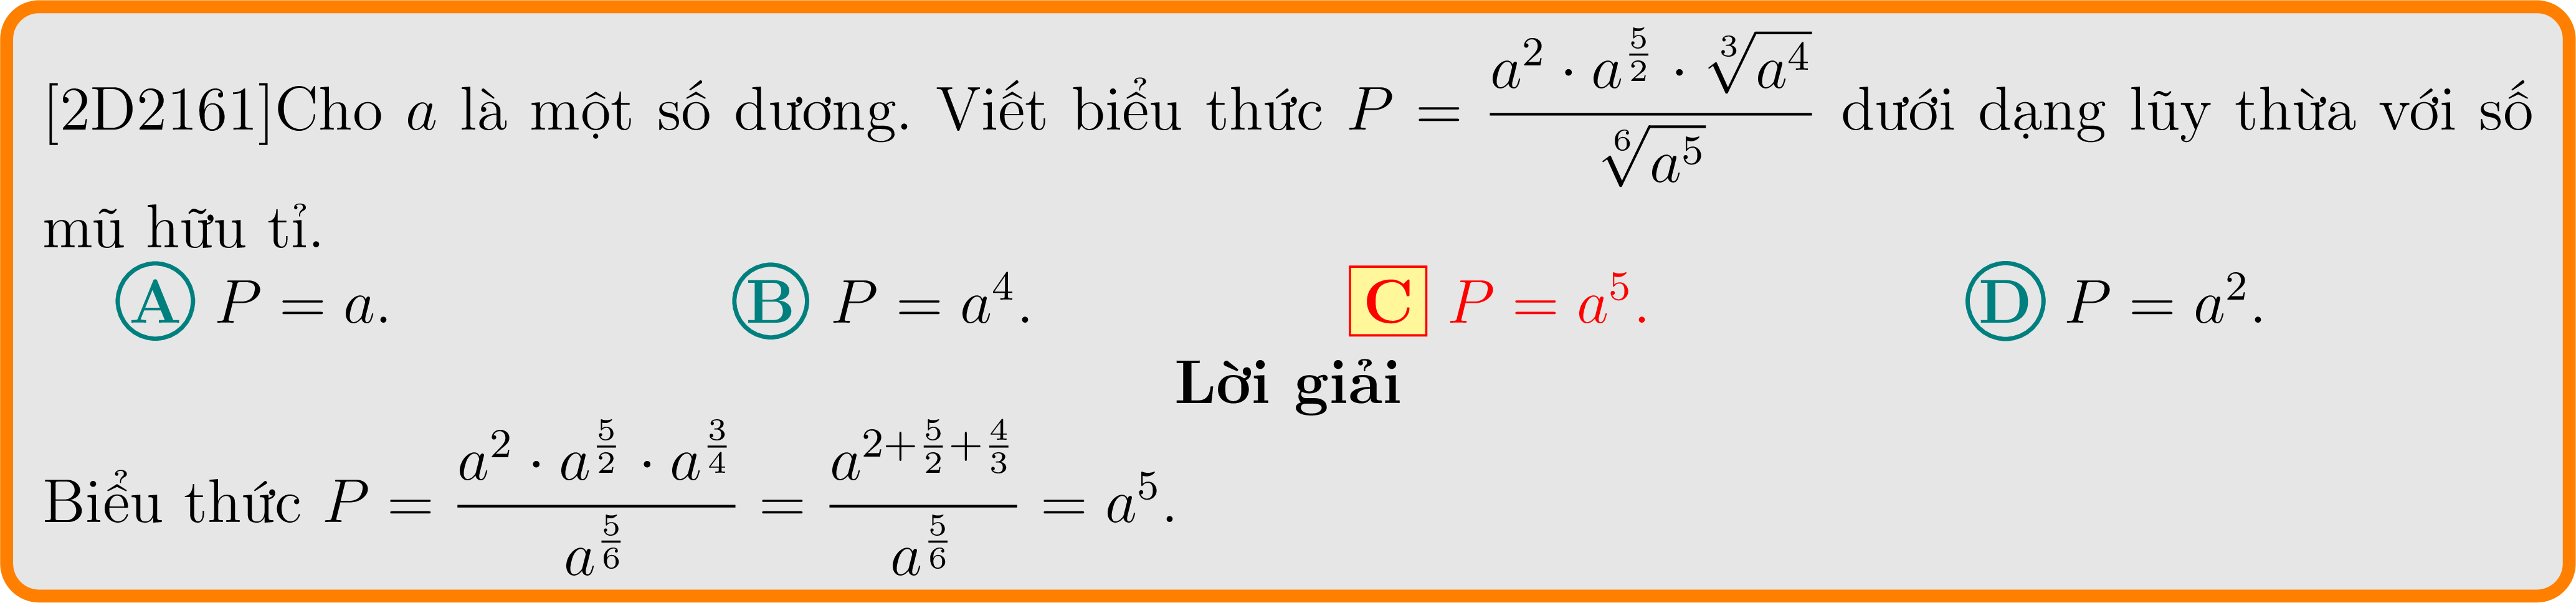 [2D2161]Cho $a$ là một số dương. Viết biểu thức $P = \dfrac{a^2 \cdot a^{\frac{5}{2}} \cdot \sqrt[3]{a^4}}{\sqrt[6]{a^5}}$ dưới dạng lũy thừa với số
mũ hữu tỉ.
A $P = a.$ B $P = a^4.$ C $P = a^5.$ D $P = a^2.$
Lời giải
Biểu thức $P = \dfrac{a^2 \cdot a^{\frac{5}{2}} \cdot a^{\frac{3}{4}}}{a^{\frac{5}{6}}} = \dfrac{a^{2+\frac{5}{2}+\frac{4}{3}}}{a^{\frac{5}{6}}} = a^5.$